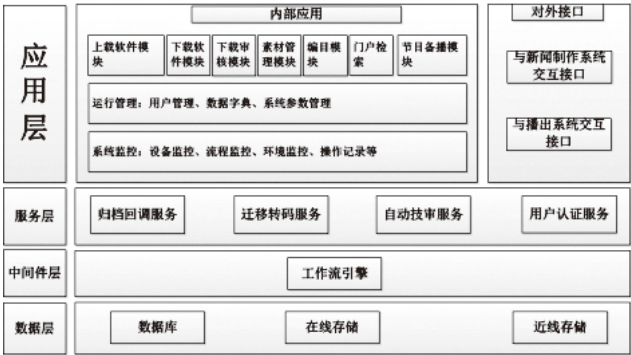 应用层
内部应用
上载软件模块
下载软件模块
下载审核模块
素材管理模块
编目模块
门户检索
节目备播模块
运行管理：用户管理、数据字典、系统参数管理
系统监控：设备监控、流程监控、环境监控、操作记录等
对外接口
与新闻制作系统
交互接口
与播出系统交互
接口
服务层
归档回调服务
迁移转码服务
自动技审服务
用户认证服务
中间件层
工作流引擎
数据层
数据库
在线存储
近线存储